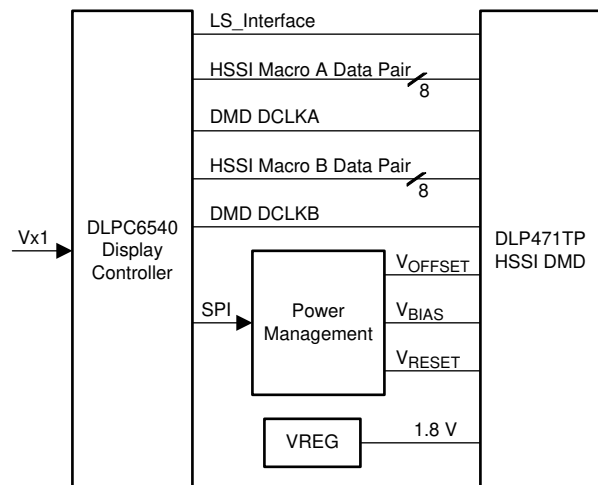 LS_Interface
HSSI Macro A Data Pair
8
DMD DCLKA
HSSI Macro B Data Pair
8
DMD DCLKB
Vx1
DLPC6540
Display
Controller
DLP471TP
HSSI DMD
SPI
Power
Management
VOFFSET
VBIAS
VRESET
VREG
1.8 V